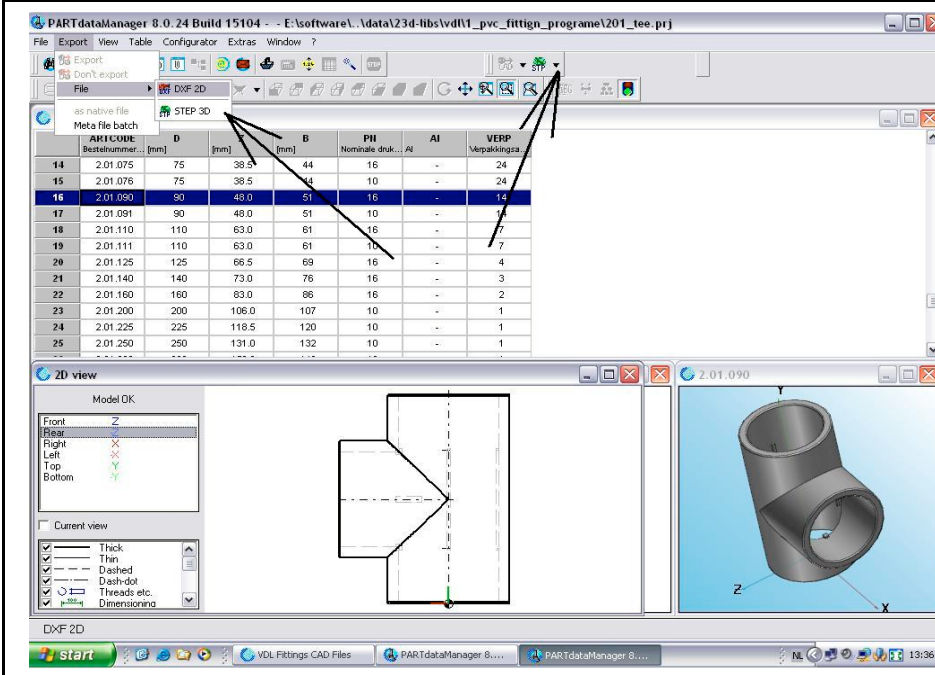 PARTdataManager 8.0.24 Build 15104 - - E:\software\..\data\23d-libs\vdl\1_pvc_fittign_programe\201_tee.prj
File Export View Table Configurator Extras Window ?
Export
Don't export
File
DXF 2D
STEP 3D
as native file
Meta file batch
STP
ARTCODE D B PN AI VERP
Bestelnummer... [mm] [mm] [mm] Nominale druk... AI Verpakkingsa...
14 2.01.075 75 38.5 44 16 - 24
15 2.01.076 75 38.5 44 10 - 24
16 2.01.090 90 48.0 51 16 - 14
17 2.01.091 90 48.0 51 10 - 14
18 2.01.110 110 63.0 61 16 - 7
19 2.01.111 110 63.0 61 10 - 7
20 2.01.125 125 66.5 69 16 - 4
21 2.01.140 140 73.0 76 16 - 3
22 2.01.160 160 83.0 86 16 - 2
23 2.01.200 200 106.0 107 10 - 1
24 2.01.225 225 118.5 120 10 - 1
25 2.01.250 250 131.0 132 10 - 1
2D view
2.01.090
Model OK
Front Z
Rear
Right X
Left -X
Top Y
Bottom -Y
Current view
Thick
Thin
Dashed
Dash-dot
Threads etc.
Dimensioning
Y
Z
X
DXF 2D
start VDL Fittings CAD Files PARTdataManager 8.... PARTdataManager 8.... NL 13:36